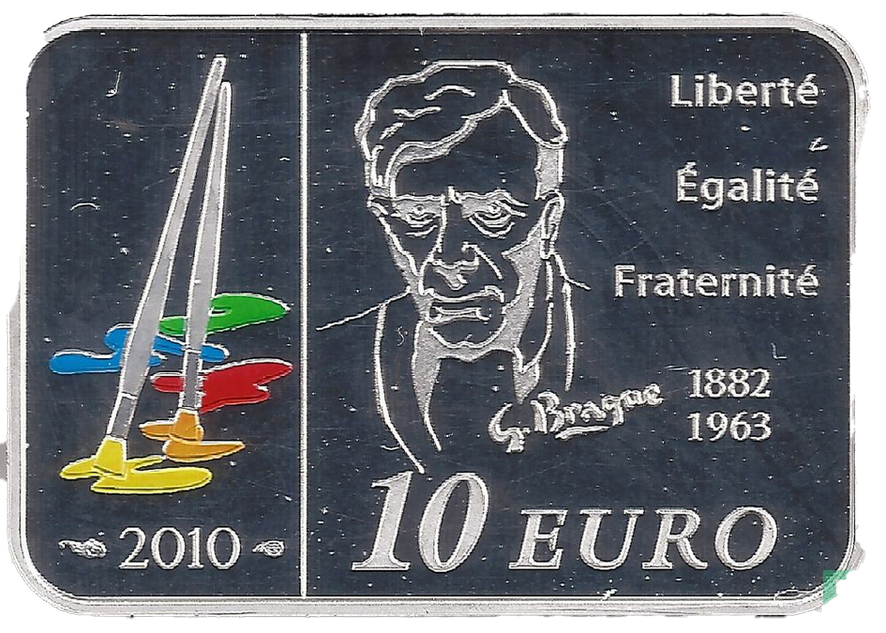 Liberté
Égalité
Fraternité
G. Braque
1882
1963
10 EURO
2010